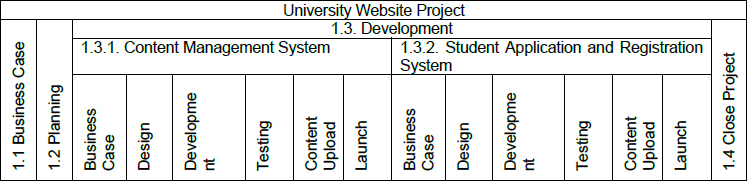 University Website Project
1.1 Business Case
1.2 Planning
1.3. Development
1.3.1. Content Management System
Business
Case
Design
Developme
nt
Testing
Content
Upload
Launch
1.3.2. Student Application and Registration
System
Business
Case
Design
Developme
nt
Testing
Content
Upload
Launch
1.4 Close Project